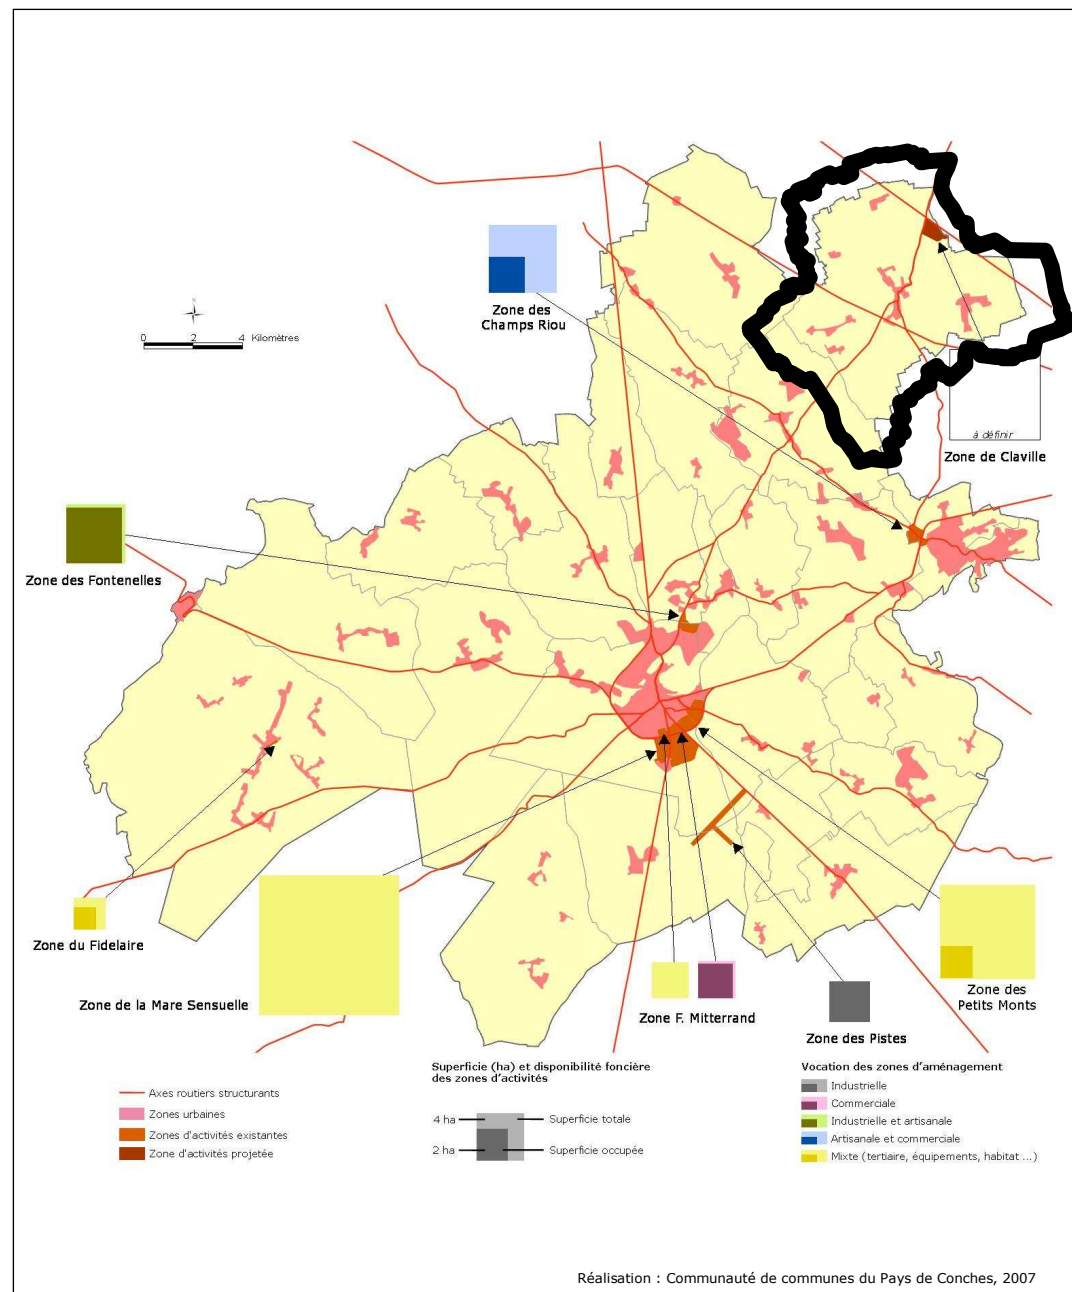 Zone des
Champs Riou
N
0 2 4 Kilomètres
à définir
Zone de Claville
Zone des Fontenelles
Zone du Fidelaire
Zone de la Mare Sensuelle
Zone F. Mitterrand
Zone des Pistes
Zone des
Petits Monts
Axes routiers structurants
Zones urbaines
Zones d'activités existantes
Zone d'activités projetée
Superficie (ha) et disponibilité foncière
des zones d'activités
4 ha
Superficie totale
2 ha
Superficie occupée
Vocation des zones d'aménagement
Industrielle
Commerciale
Industrielle et artisanale
Artisanale et commerciale
Mixte (tertiaire, équipements, habitat ...)
Réalisation : Communauté de communes du Pays de Conches, 2007